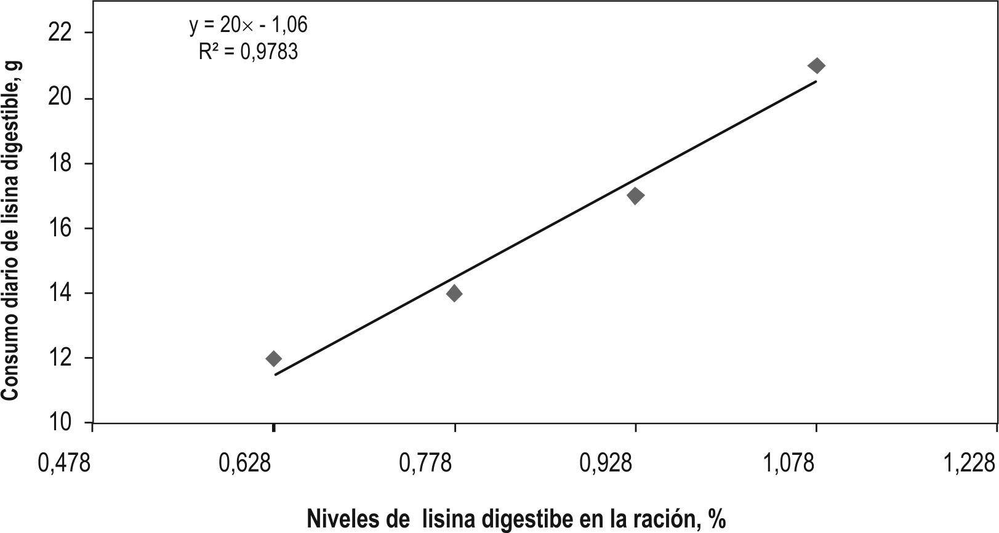 y = 20× - 1,06
R² = 0,9783
Consumo diario de lisina digestible, g
22
20
18
16
14
12
10
0,478 0,628 0,778 0,928 1,078 1,228
Niveles de lisina digestibe en la ración, %